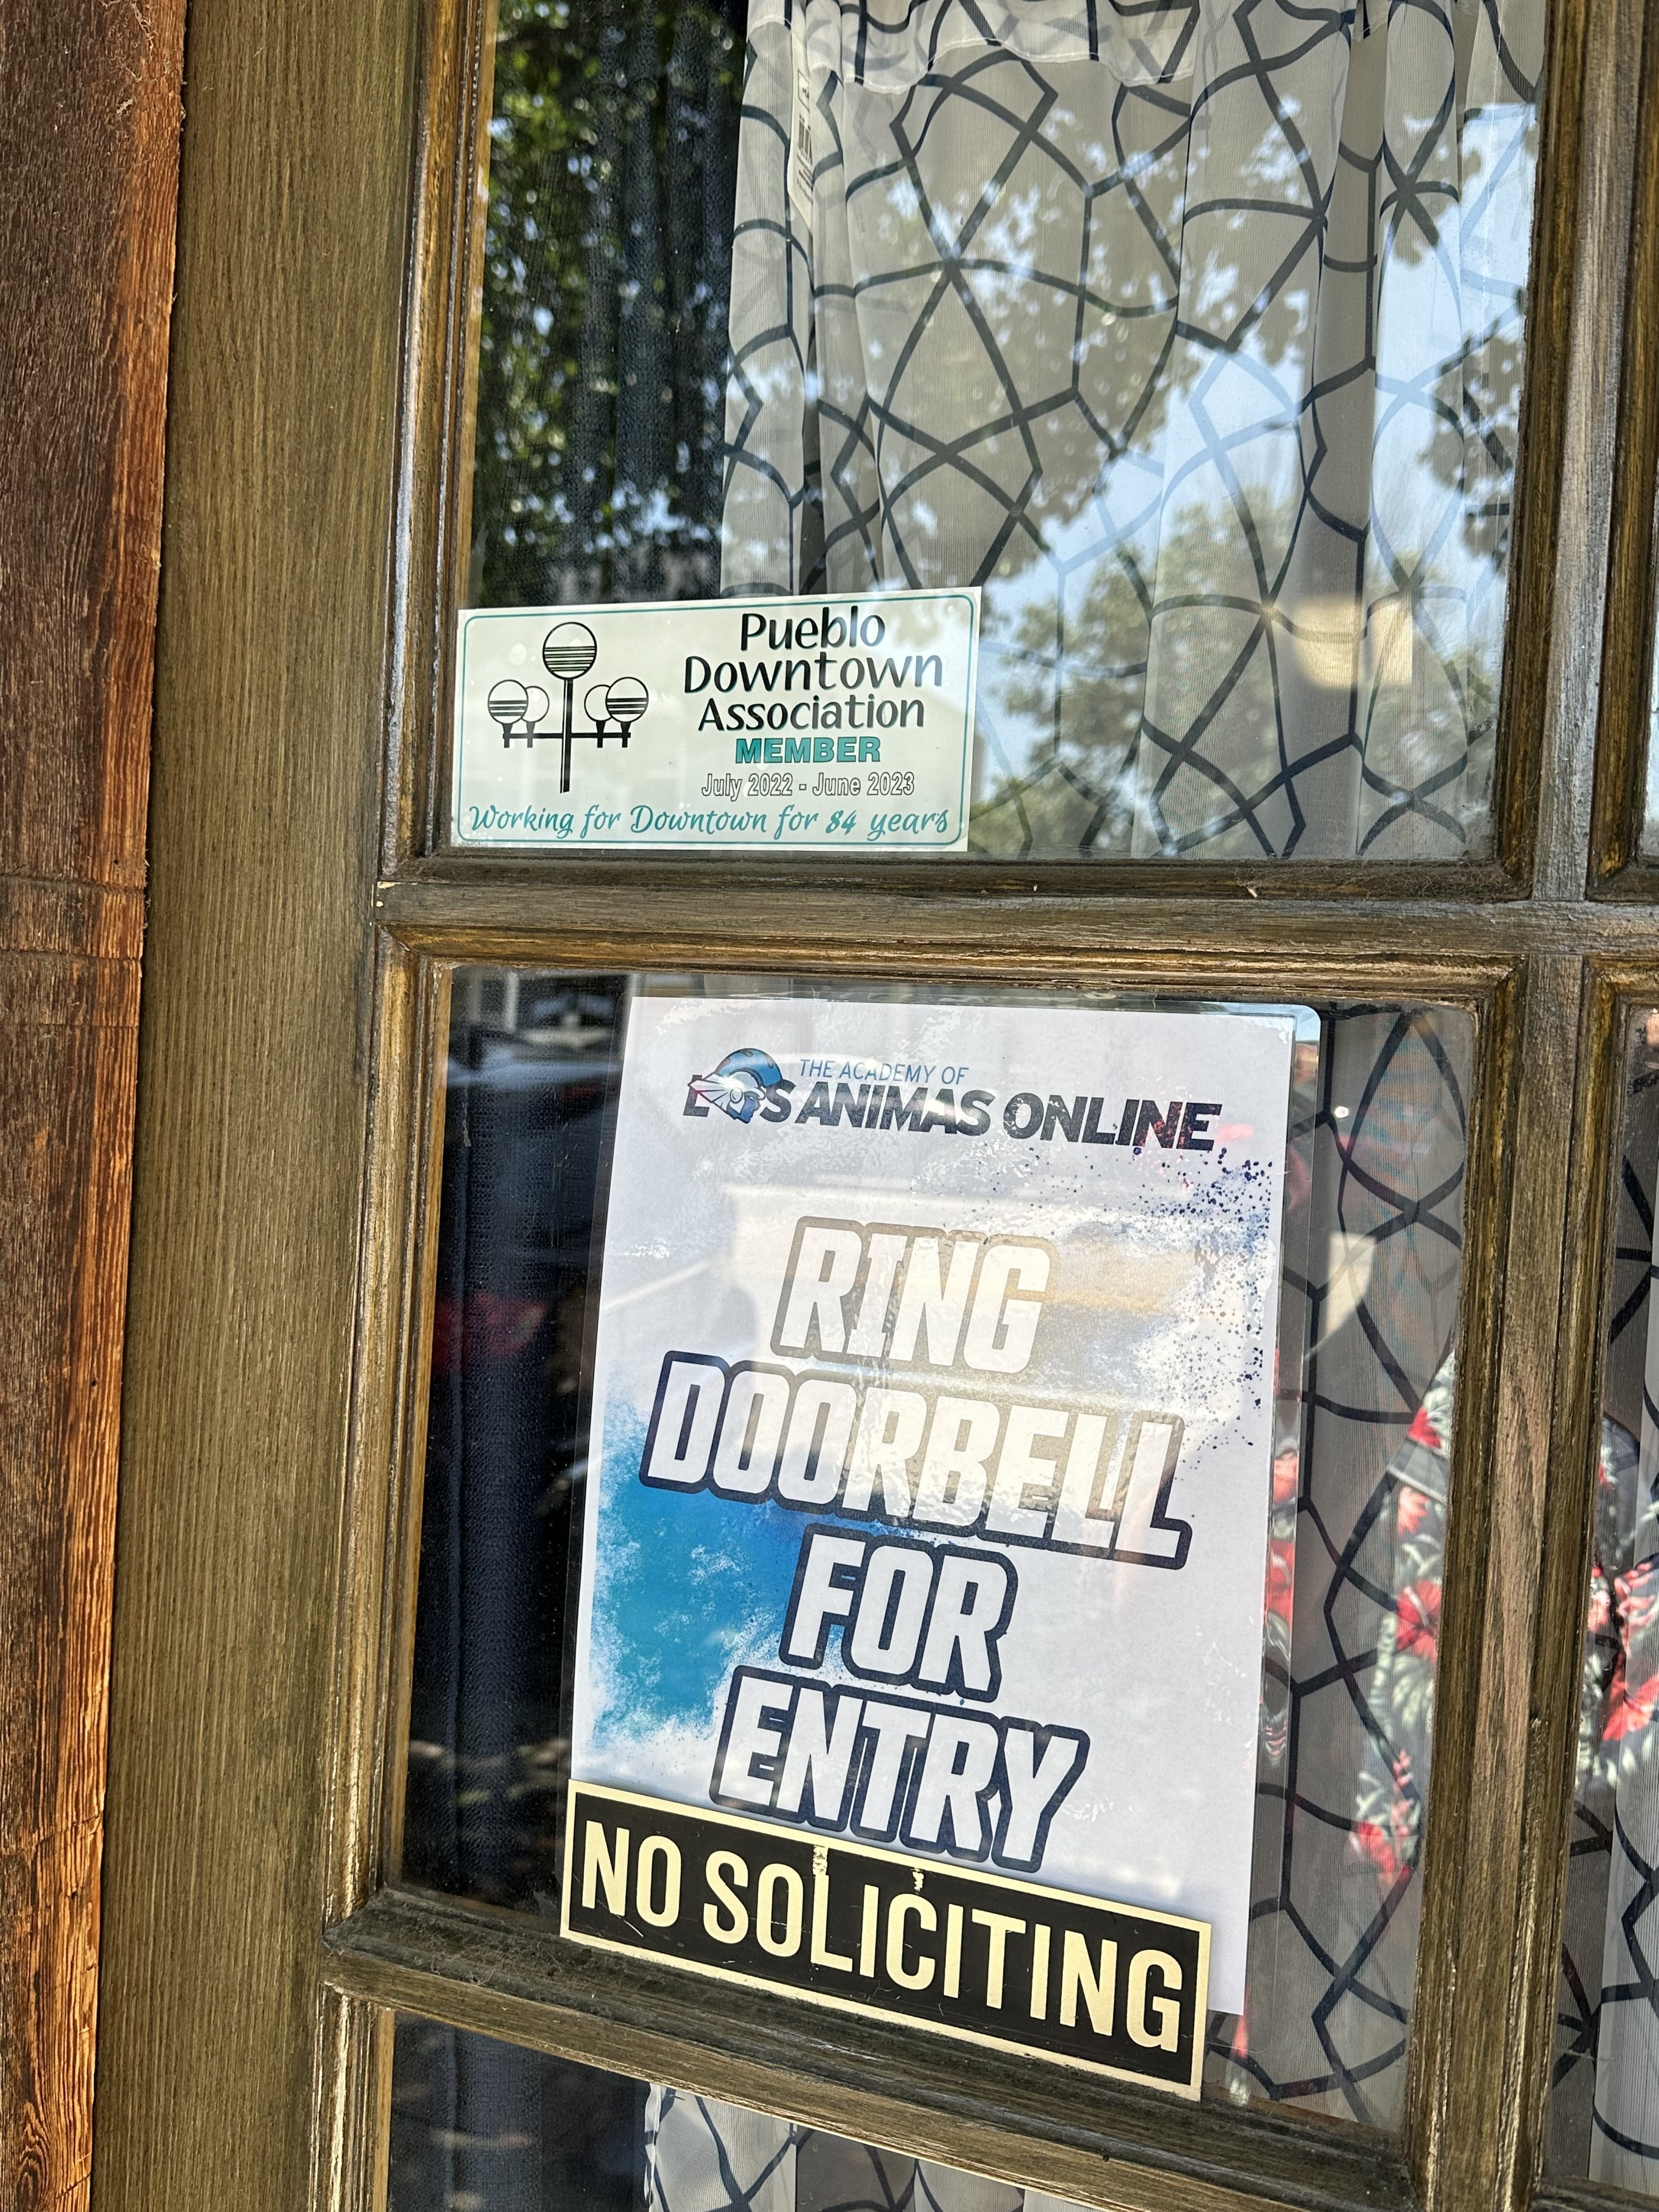 Pueblo
Downtown
Association
MEMBER
July 2022 - June 2023
Working for Downtown for 84 years
THE ACADEMY OF
LOS ANIMAS ONLINE
RING
DOORBELL
FOR
ENTRY
NO SOLICITING